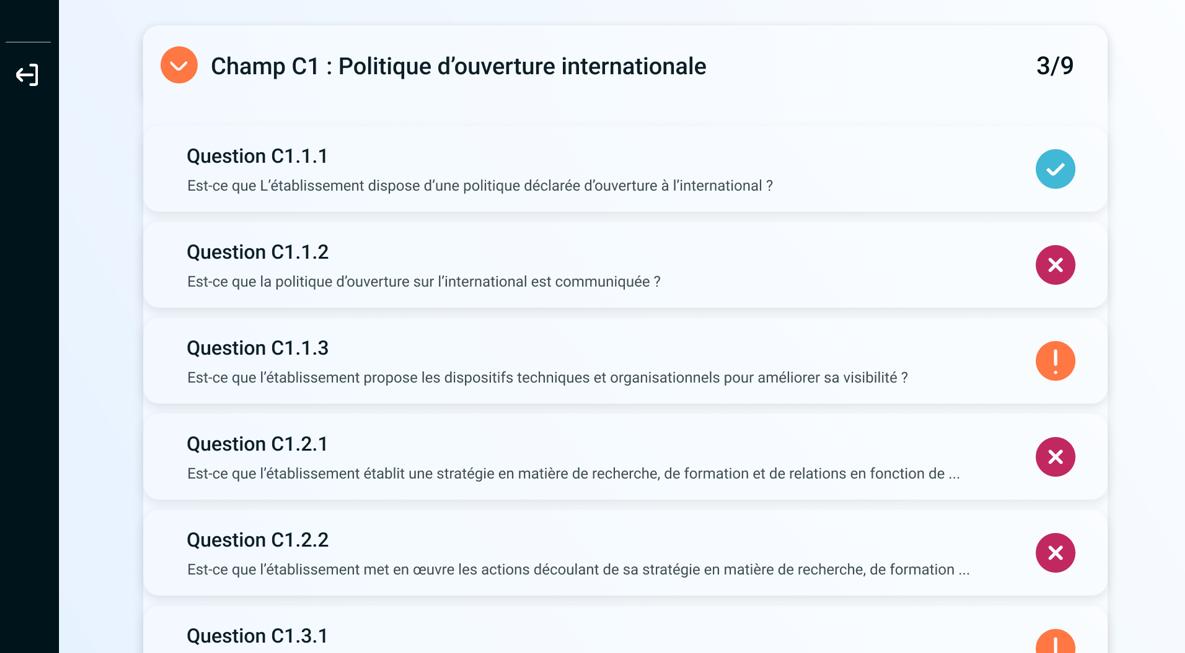 Champ C1 : Politique d’ouverture internationale
3/9
Question C1.1.1
Est-ce que L’établissement dispose d’une politique déclarée d’ouverture à l’international ?
Question C1.1.2
Est-ce que la politique d’ouverture sur l’international est communiquée ?
Question C1.1.3
Est-ce que l’établissement propose les dispositifs techniques et organisationnels pour améliorer sa visibilité ?
Question C1.2.1
Est-ce que l’établissement établit une stratégie en matière de recherche, de formation et de relations en fonction de ...
Question C1.2.2
Est-ce que l’établissement met en œuvre les actions découlant de sa stratégie en matière de recherche, de formation ...
Question C1.3.1